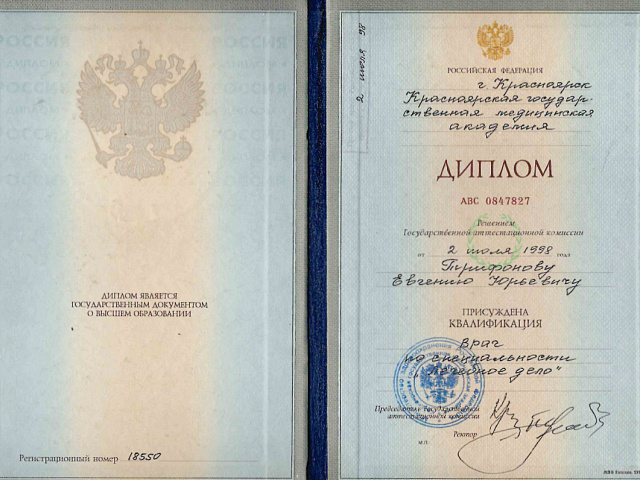 ДИПЛОМ ЯВЛЯЕТСЯ
ГОСУДАРСТВЕННЫМ ДОКУМЕНТОМ
О ВЫСШЕМ ОБРАЗОВАНИИ
Регистрационный номер 18550
2 июля 98
РОССИЙСКАЯ ФЕДЕРАЦИЯ
г. Красноярск
Красноярская государ-
ственная медицинская
академия
ДИПЛОМ
АВС 0847827
Решением
Государственной аттестационной комиссии
от 2 июля 1998 года
Трифонову
Евгению Юрьевичу
ПРИСУЖДЕНА
КВАЛИФИКАЦИЯ
Врач
по специальности
"Лечебное дело"
Председатель Государственной
аттестационной комиссии
Ректор
М.П.